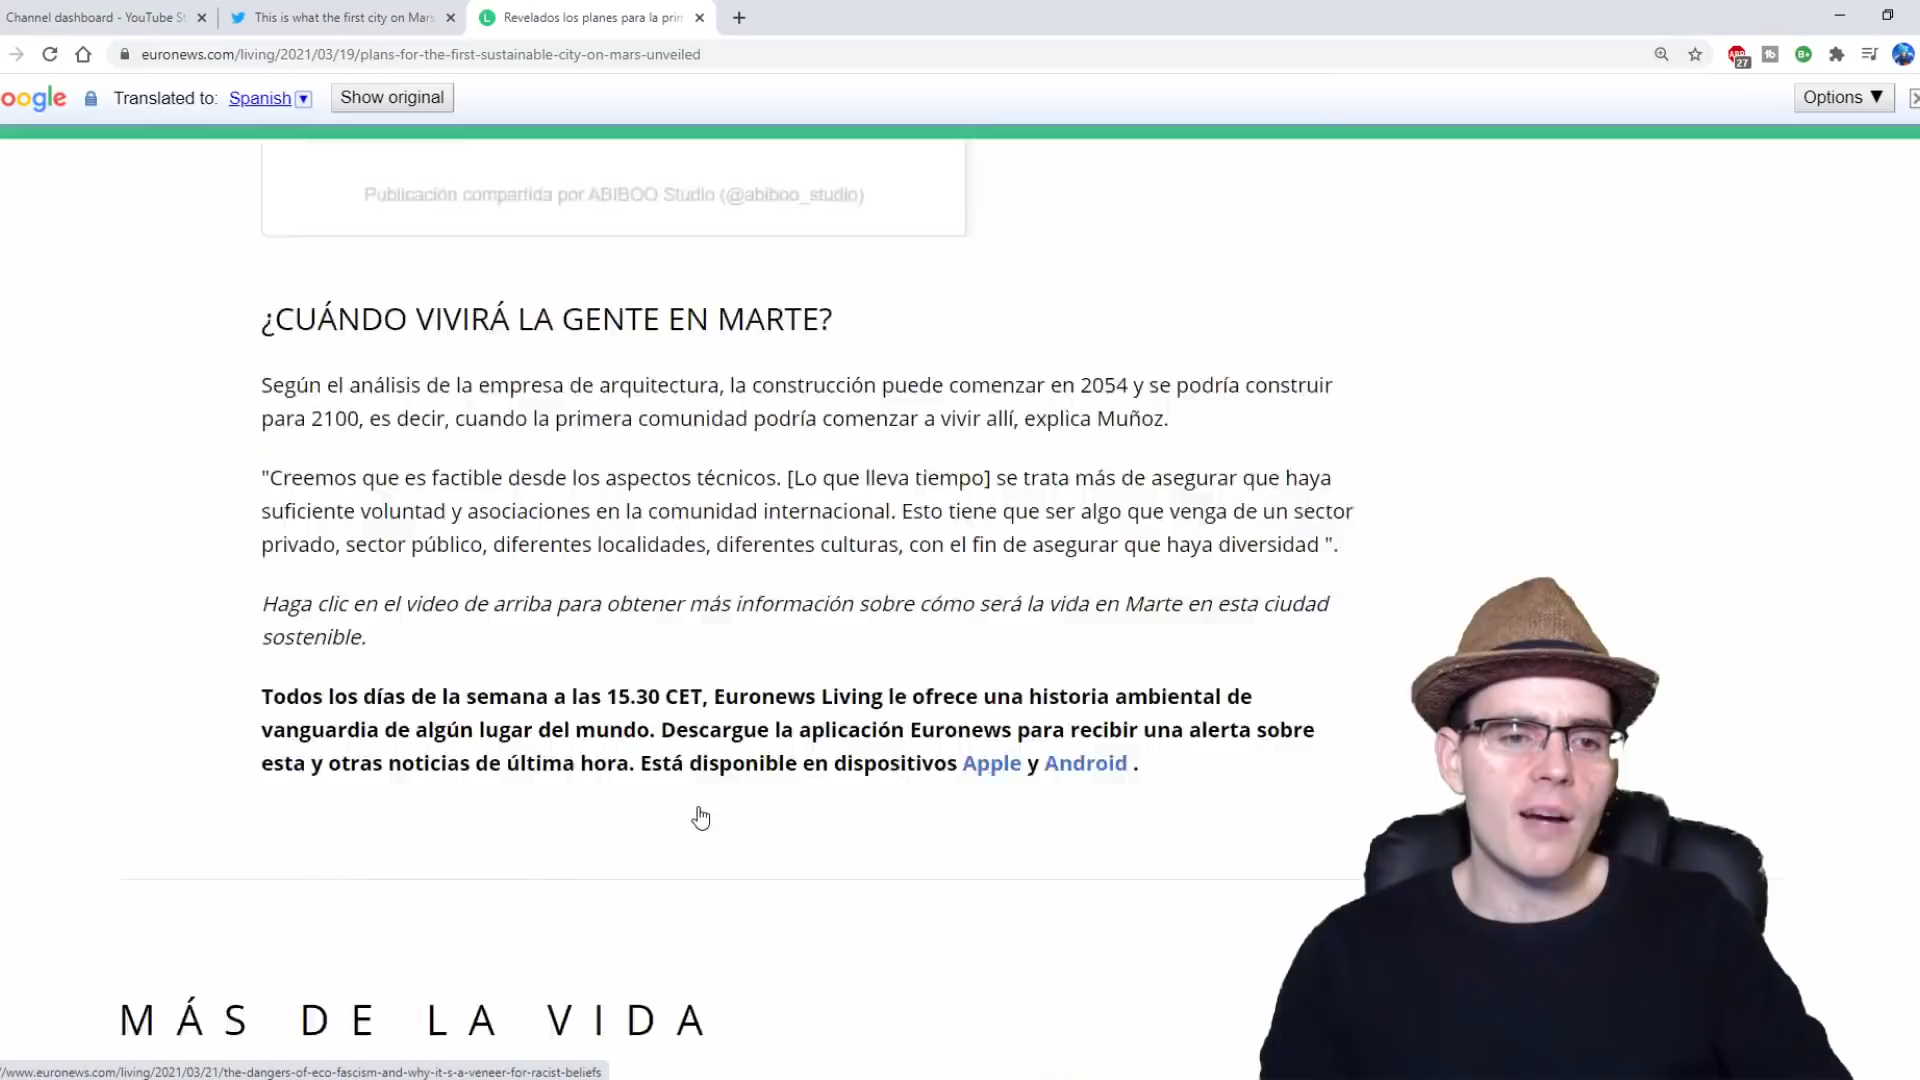 Channel dashboard - YouTube St
This is what the first city on Mars
Revelados los planes para la prim
euronews.com/living/2021/03/19/plans-for-the-first-sustainable-city-on-mars-unveiled
ABP
27
tb
B+
oogle Translated to: Spanish Show original Options ▼
Publicación compartida por ABIBOO Studio (@abiboo_studio)
¿CUÁNDO VIVIRÁ LA GENTE EN MARTE?
Según el análisis de la empresa de arquitectura, la construcción puede comenzar en 2054 y se podría construir
para 2100, es decir, cuando la primera comunidad podría comenzar a vivir allí, explica Muñoz.
"Creemos que es factible desde los aspectos técnicos. [Lo que lleva tiempo] se trata más de asegurar que haya
suficiente voluntad y asociaciones en la comunidad internacional. Esto tiene que ser algo que venga de un sector
privado, sector público, diferentes localidades, diferentes culturas, con el fin de asegurar que haya diversidad ".
Haga clic en el video de arriba para obtener más información sobre cómo será la vida en Marte en esta ciudad
sostenible.
Todos los días de la semana a las 15.30 CET, Euronews Living le ofrece una historia ambiental de
vanguardia de algún lugar del mundo. Descargue la aplicación Euronews para recibir una alerta sobre
esta y otras noticias de última hora. Está disponible en dispositivos Apple y Android .
MÁS DE LA VIDA
/www.euronews.com/living/2021/03/21/the-dangers-of-eco-fascism-and-why-it-s-a-veneer-for-racist-beliefs